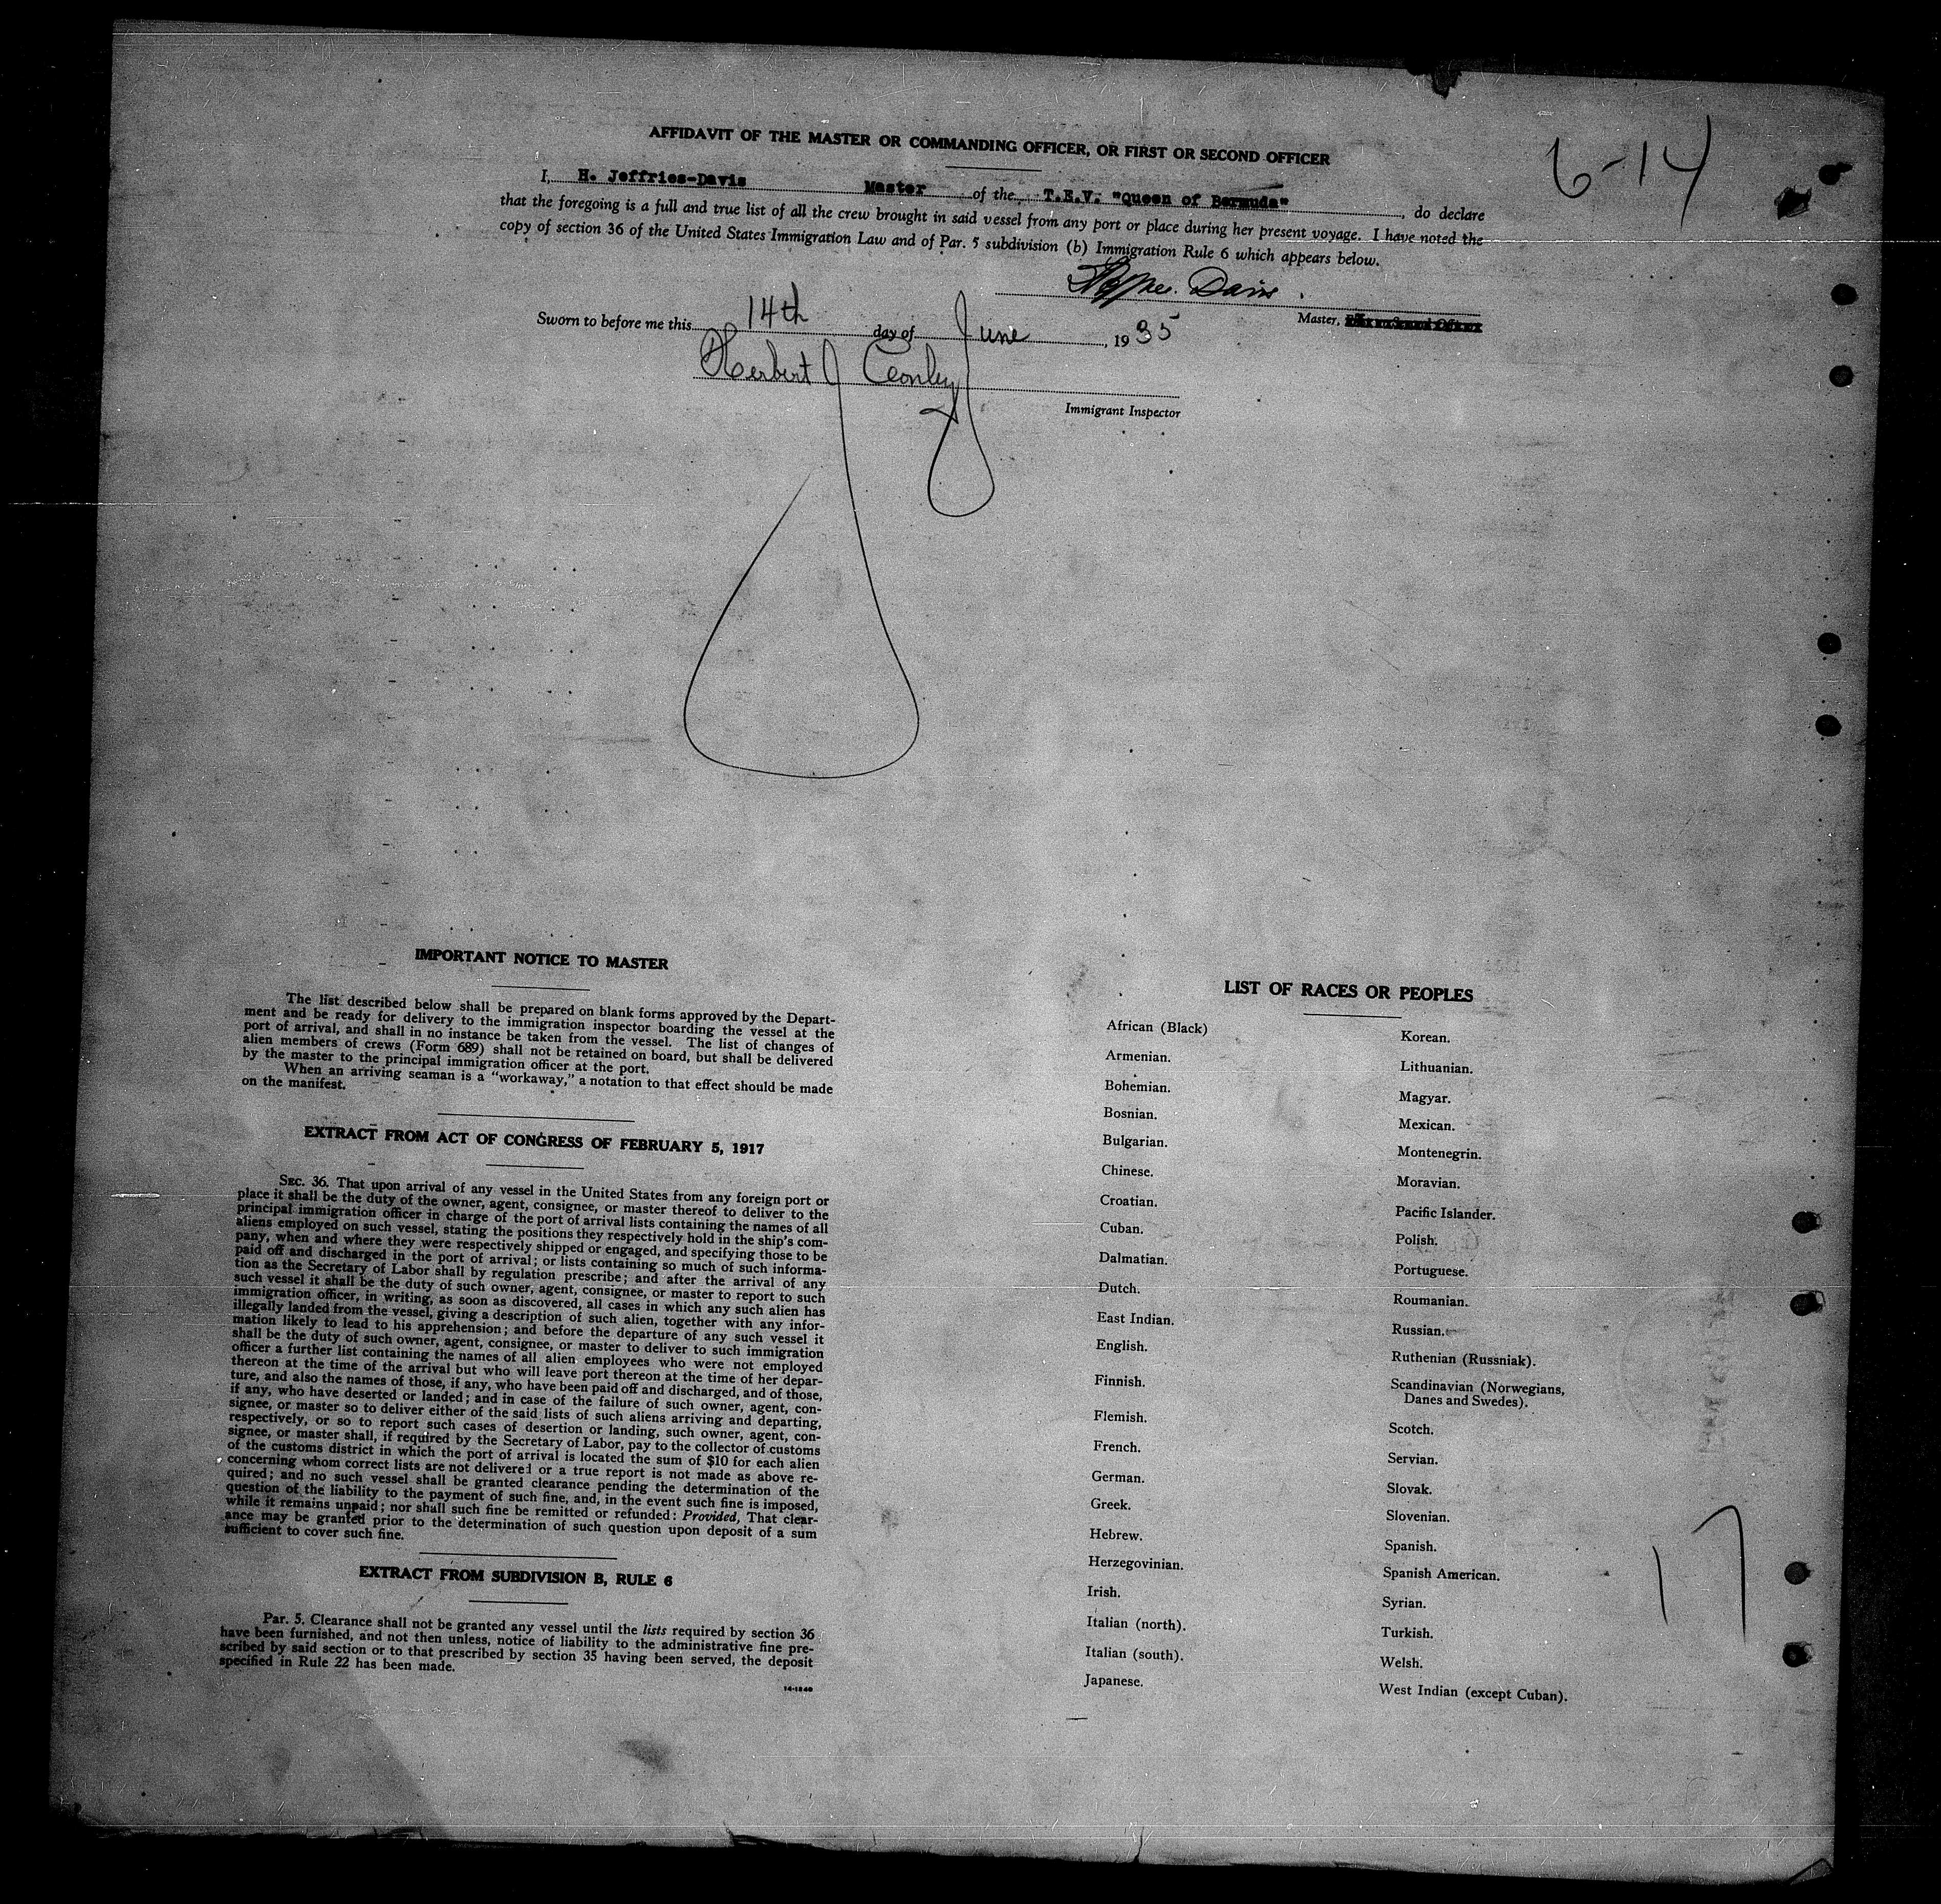 AFFIDAVIT OF THE MASTER OR COMMANDING OFFICER, OR FIRST OR SECOND OFFICER
6-14
I, H. Jeffries-Davis Master of the T.E.V. "Queen of Bermuda", do declare
that the foregoing is a full and true list of all the crew brought in said vessel from any port or place during her present voyage. I have noted the
copy of section 36 of the United States Immigration Law and of Par. 5 subdivision (b) Immigration Rule 6 which appears below.
Davis
Master,
Sworn to before me this 14th day of June, 1935
Herbert J
Immigrant Inspector
IMPORTANT NOTICE TO MASTER
The list described below shall be prepared on blank forms approved by the Depart-
ment and be ready for delivery to the immigration inspector boarding the vessel at the
port of arrival, and shall in no instance be taken from the vessel. The list of changes of
alien members of crews (Form 689) shall not be retained on board, but shall be delivered
by the master to the principal immigration officer at the port.
When an arriving seaman is a "workaway," a notation to that effect should be made
on the manifest.
EXTRACT FROM ACT OF CONGRESS OF FEBRUARY 5, 1917
SEC. 36. That upon arrival of any vessel in the United States from any foreign port or
place it shall be the duty of the owner, agent, consignee, or master thereof to deliver to the
principal immigration officer in charge of the port of arrival lists containing the names of all
aliens employed on such vessel, stating the positions they respectively hold in the ship's com-
pany, when and where they were respectively shipped or engaged, and specifying those to be
paid off and discharged in the port of arrival; or lists containing so much of such informa-
tion as the Secretary of Labor shall by regulation prescribe; and after the arrival of any
such vessel it shall be the duty of such owner, agent, consignee, or master to report to such
immigration officer, in writing, as soon as discovered, all cases in which any such alien has
illegally landed from the vessel, giving a description of such alien, together with any infor-
mation likely to lead to his apprehension; and before the departure of any such vessel it
shall be the duty of such owner, agent, consignee, or master to deliver to such immigration
officer a further list containing the names of all alien employees who were not employed
thereon at the time of the arrival but who will leave port thereon at the time of her depar-
ture, and also the names of those, if any, who have been paid off and discharged, and of those,
if any, who have deserted or landed; and in case of the failure of such owner, agent, con-
signee, or master so to deliver either of the said lists of such aliens arriving and departing,
respectively, or so to report such cases of desertion or landing, such owner, agent, con-
signee, or master shall, if required by the Secretary of Labor, pay to the collector of customs
of the customs district in which the port of arrival is located the sum of $10 for each alien
concerning whom correct lists are not delivered or a true report is not made as above re-
quired; and no such vessel shall be granted clearance pending the determination of the
question of the liability to the payment of such fine, and, in the event such fine is imposed,
while it remains unpaid; nor shall such fine be remitted or refunded: Provided, That clear-
ance may be granted prior to the determination of such question upon deposit of a sum
sufficient to cover such fine.
EXTRACT FROM SUBDIVISION B, RULE 6
Par. 5. Clearance shall not be granted any vessel until the lists required by section 36
have been furnished, and not then unless, notice of liability to the administrative fine pre-
scribed by said section or to that prescribed by section 35 having been served, the deposit
specified in Rule 22 has been made.
14-1240
LIST OF RACES OR PEOPLES
African (Black)
Armenian.
Bohemian.
Bosnian.
Bulgarian.
Chinese.
Croatian.
Cuban.
Dalmatian.
Dutch.
East Indian.
English.
Finnish.
Flemish.
French.
German.
Greek.
Hebrew.
Herzegovinian.
Irish.
Italian (north).
Italian (south).
Japanese.
Korean.
Lithuanian.
Magyar.
Mexican.
Montenegrin.
Moravian.
Pacific Islander.
Polish.
Portuguese.
Roumanian.
Russian.
Ruthenian (Russniak).
Scandinavian (Norwegians,
Danes and Swedes).
Scotch.
Servian.
Slovak.
Slovenian.
Spanish.
Spanish American.
Syrian.
Turkish.
Welsh.
West Indian (except Cuban).
17